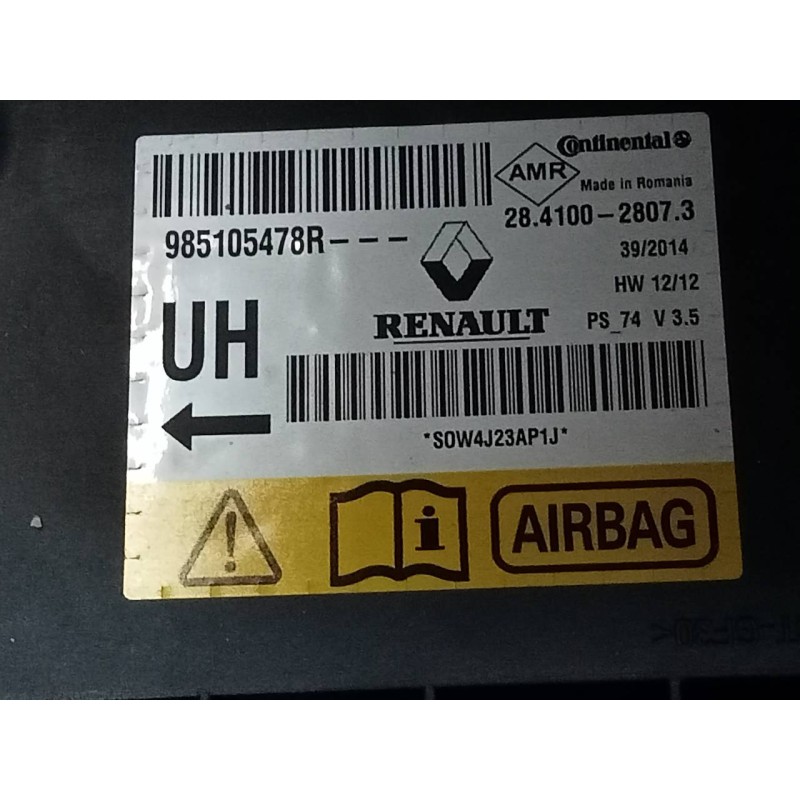 Continental
AMR
Made in Romania
985105478R---
28.4100-2807.3
39/2014
HW 12/12
UH
RENAULT
PS_74 V 3.5
*S0W4J23AP1J*
i
AIRBAG